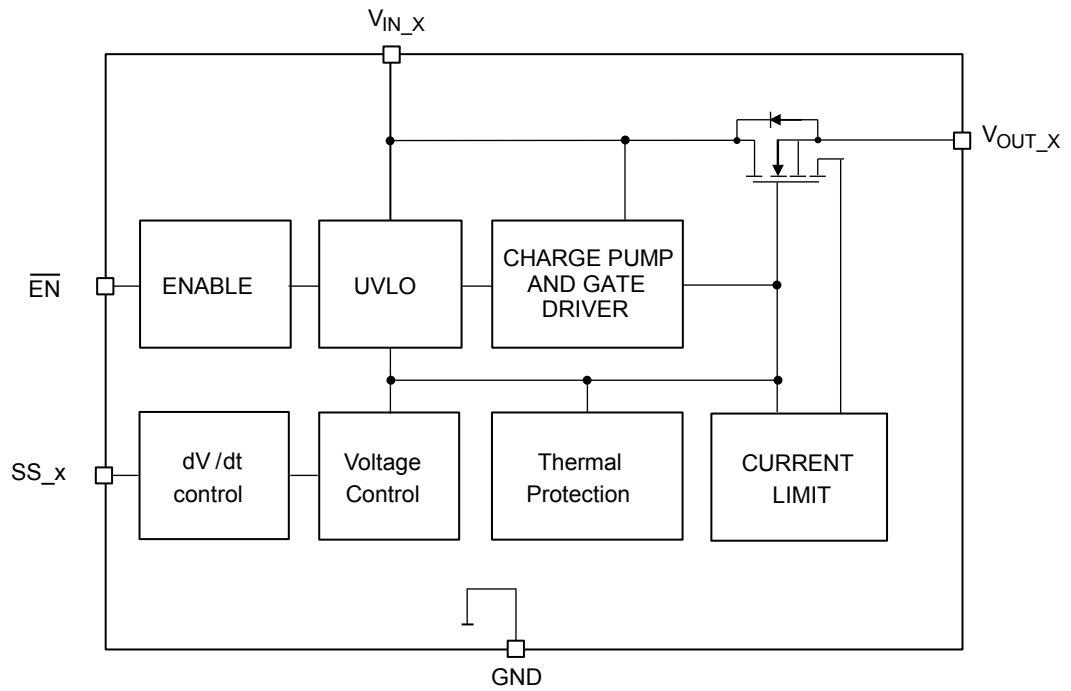 V_IN_X
V_OUT_X
CHARGE PUMP
AND GATE
DRIVER
EN
ENABLE
UVLO
SS_x
dV/dt
control
Voltage
Control
Thermal
Protection
CURRENT
LIMIT
GND